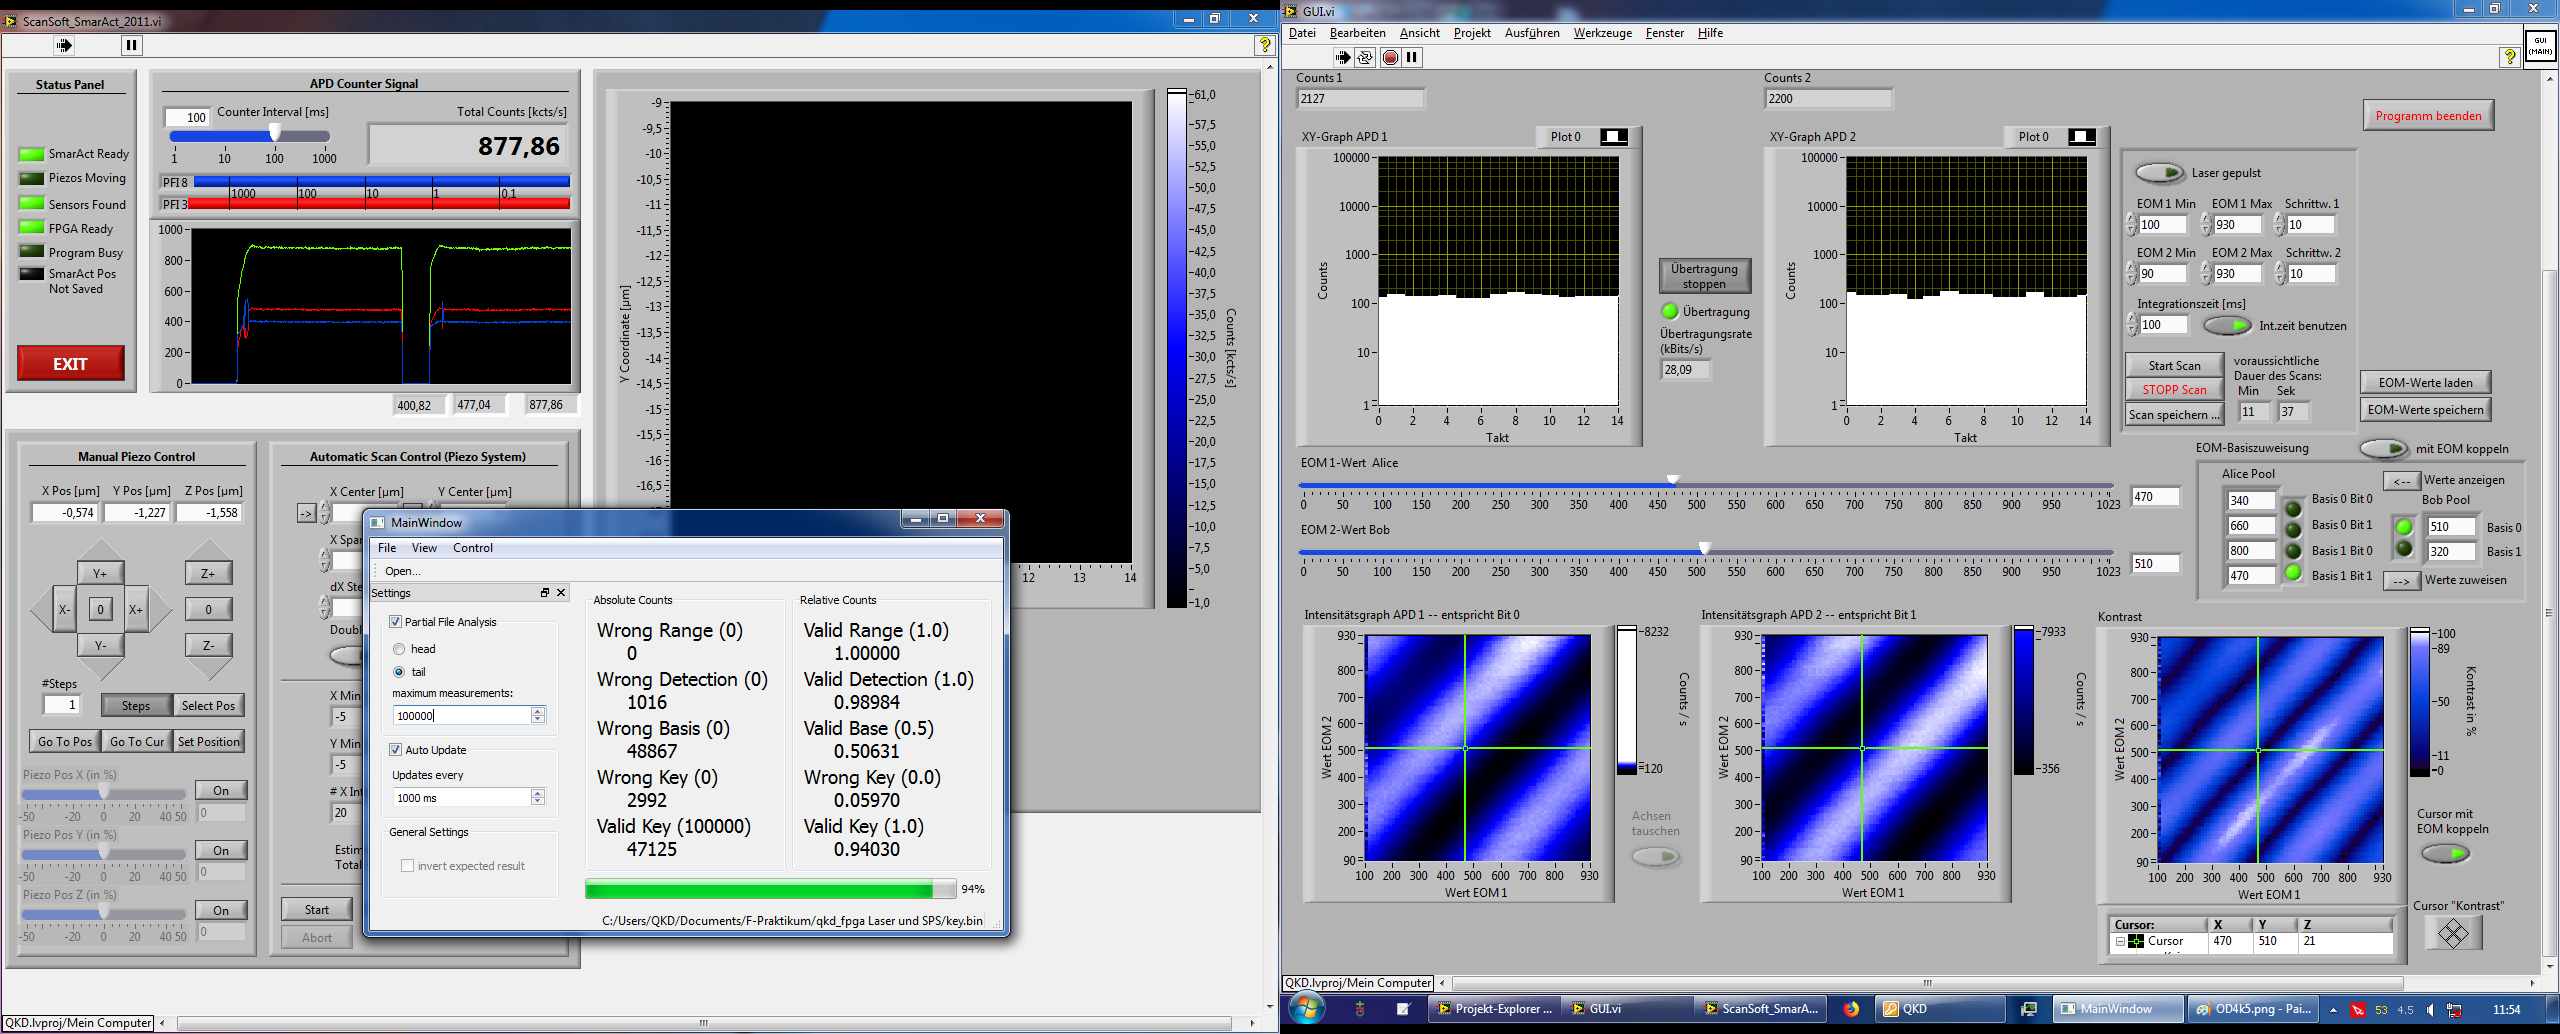 ScanSoft_SmarAct_2011.vi
Status Panel
SmarAct Ready
Piezos Moving
Sensors Found
FPGA Ready
Program Busy
SmarAct Pos
Not Saved
EXIT
APD Counter Signal
100 Counter Interval [ms]
1 10 100 1000
Total Counts [kcts/s]
877,86
PFI 8
1000 100 10 1 0,1
PFI 3
1000
800
600
400
200
0
400,82 477,04 877,86
-9
-9,5
-10
-10,5
-11
-11,5
-12
-12,5
-13
-13,5
-14
-14,5
-15
-15,5
-16
-16,5
Y Coordinate [µm]
12 13 14
61,0
57,5
55,0
52,5
50,0
47,5
45,0
42,5
40,0
37,5
35,0
32,5
30,0
27,5
25,0
22,5
20,0
17,5
15,0
12,5
10,0
7,5
5,0
1,0
Counts [kcts/s]
Manual Piezo Control
X Pos [µm] Y Pos [µm] Z Pos [µm]
-0,574 -1,227 -1,558
Y+ Z+
X- 0 X+ 0
Y- Z-
#Steps
1 Steps Select Pos
Go To Pos Go To Cur Set Position
Piezo Pos X (in %)
On
-50 -20 0 20 40 50 0
Piezo Pos Y (in %)
On
-50 -20 0 20 40 50 0
Piezo Pos Z (in %)
On
-50 -20 0 20 40 50 0
Automatic Scan Control (Piezo System)
X Center [µm] Y Center [µm]
->
X Spa
dX Ste
Doubl
X Min
-5
Y Min
-5
# X Int
20
Estim
Total
Start
Abort
QKD.lvproj/Mein Computer
MainWindow
File View Control
Open...
Settings
Partial File Analysis
head
tail
maximum measurements:
100000
Auto Update
Updates every
1000 ms
General Settings
invert expected result
Absolute Counts
Wrong Range (0)
0
Wrong Detection (0)
1016
Wrong Basis (0)
48867
Wrong Key (0)
2992
Valid Key (100000)
47125
Relative Counts
Valid Range (1.0)
1.00000
Valid Detection (1.0)
0.98984
Valid Base (0.5)
0.50631
Wrong Key (0.0)
0.05970
Valid Key (1.0)
0.94030
94%
C:/Users/QKD/Documents/F-Praktikum/qkd_fpga Laser und SPS/key.bin
GUI.vi
Datei Bearbeiten Ansicht Projekt Ausführen Werkzeuge Fenster Hilfe
GUI
(MAIN)
Counts 1
2127
Counts 2
2200
Programm beenden
XY-Graph APD 1
Plot 0
100000
10000
1000
100
10
1
Counts
0 2 4 6 8 10 12 14
Takt
Übertragung
stoppen
Übertragung
Übertragungsrate
(kBits/s)
28,09
XY-Graph APD 2
Plot 0
100000
10000
1000
100
10
1
Counts
0 2 4 6 8 10 12 14
Takt
Laser gepulst
EOM 1 Min EOM 1 Max Schrittw. 1
100 930 10
EOM 2 Min EOM 2 Max Schrittw. 2
90 930 10
Integrationszeit [ms]
100 Int.zeit benutzen
Start Scan
STOPP Scan
Scan speichern ...
voraussichtliche
Dauer des Scans:
Min Sek
11 37
EOM-Werte laden
EOM-Werte speichern
EOM 1-Wert Alice
0 50 100 150 200 250 300 350 400 450 500 550 600 650 700 750 800 850 900 950 1023
470
EOM 2-Wert Bob
0 50 100 150 200 250 300 350 400 450 500 550 600 650 700 750 800 850 900 950 1023
510
EOM-Basiszuweisung
mit EOM koppeln
Alice Pool
340 Basis 0 Bit 0
660 Basis 0 Bit 1
800 Basis 1 Bit 0
470 Basis 1 Bit 1
<-- Werte anzeigen
Bob Pool
510 Basis 0
320 Basis 1
--> Werte zuweisen
Intensitätsgraph APD 1 -- entspricht Bit 0
930
800
700
600
500
400
300
200
90
Wert EOM 2
100 200 300 400 500 600 700 800 930
Wert EOM 1
8232
120
Counts / s
Achsen
tauschen
Intensitätsgraph APD 2 -- entspricht Bit 1
930
800
700
600
500
400
300
200
90
Wert EOM 2
100 200 300 400 500 600 700 800 930
Wert EOM 1
7933
356
Counts / s
Kontrast
930
800
700
600
500
400
300
200
90
Wert EOM 2
100 200 300 400 500 600 700 800 930
Wert EOM 1
100
89
50
11
0
Kontrast in %
Cursor mit
EOM koppeln
Cursor "Kontrast"
Cursor: X Y Z
Cursor 470 510 21
QKD.lvproj/Mein Computer
Projekt-Explorer ... GUI.vi ScanSoft_SmarA... QKD MainWindow OD4k5.png - Pai... 53 4.5 11:54